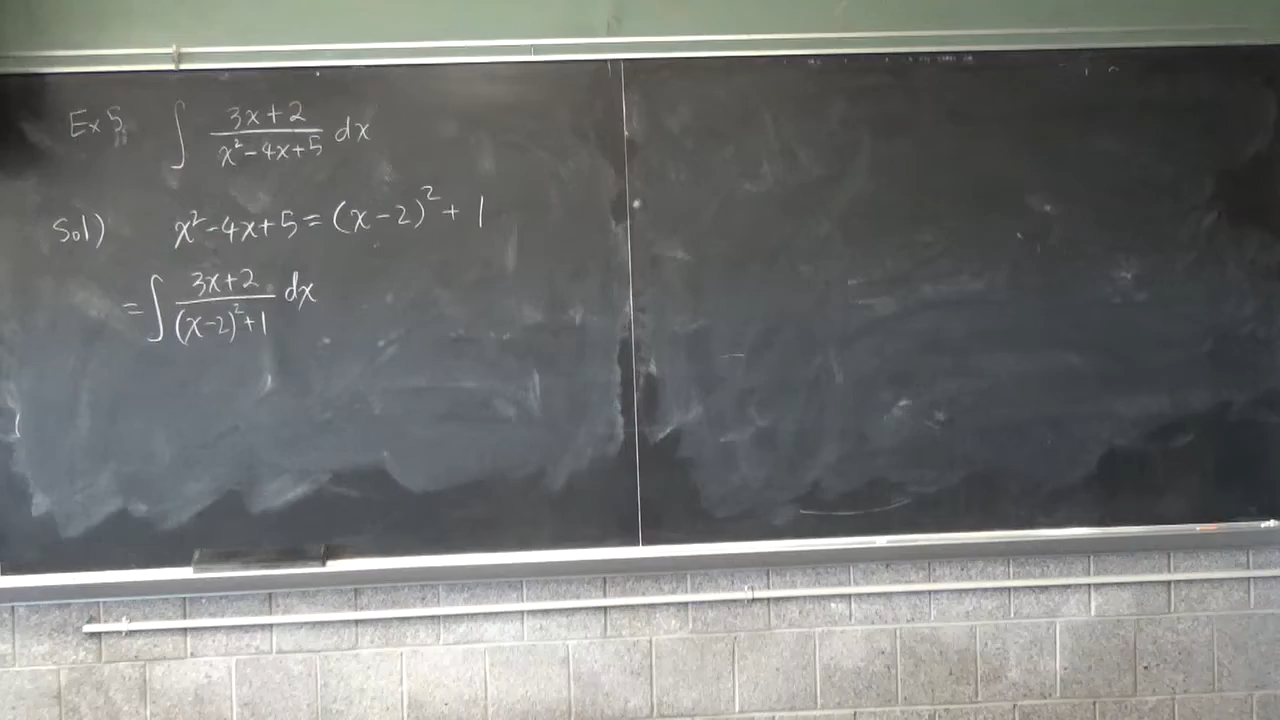 Ex 5, ∫ (3x+2)/(x²-4x+5) dx
Sol) x²-4x+5 = (x-2)² + 1
= ∫ (3x+2)/((x-2)²+1) dx